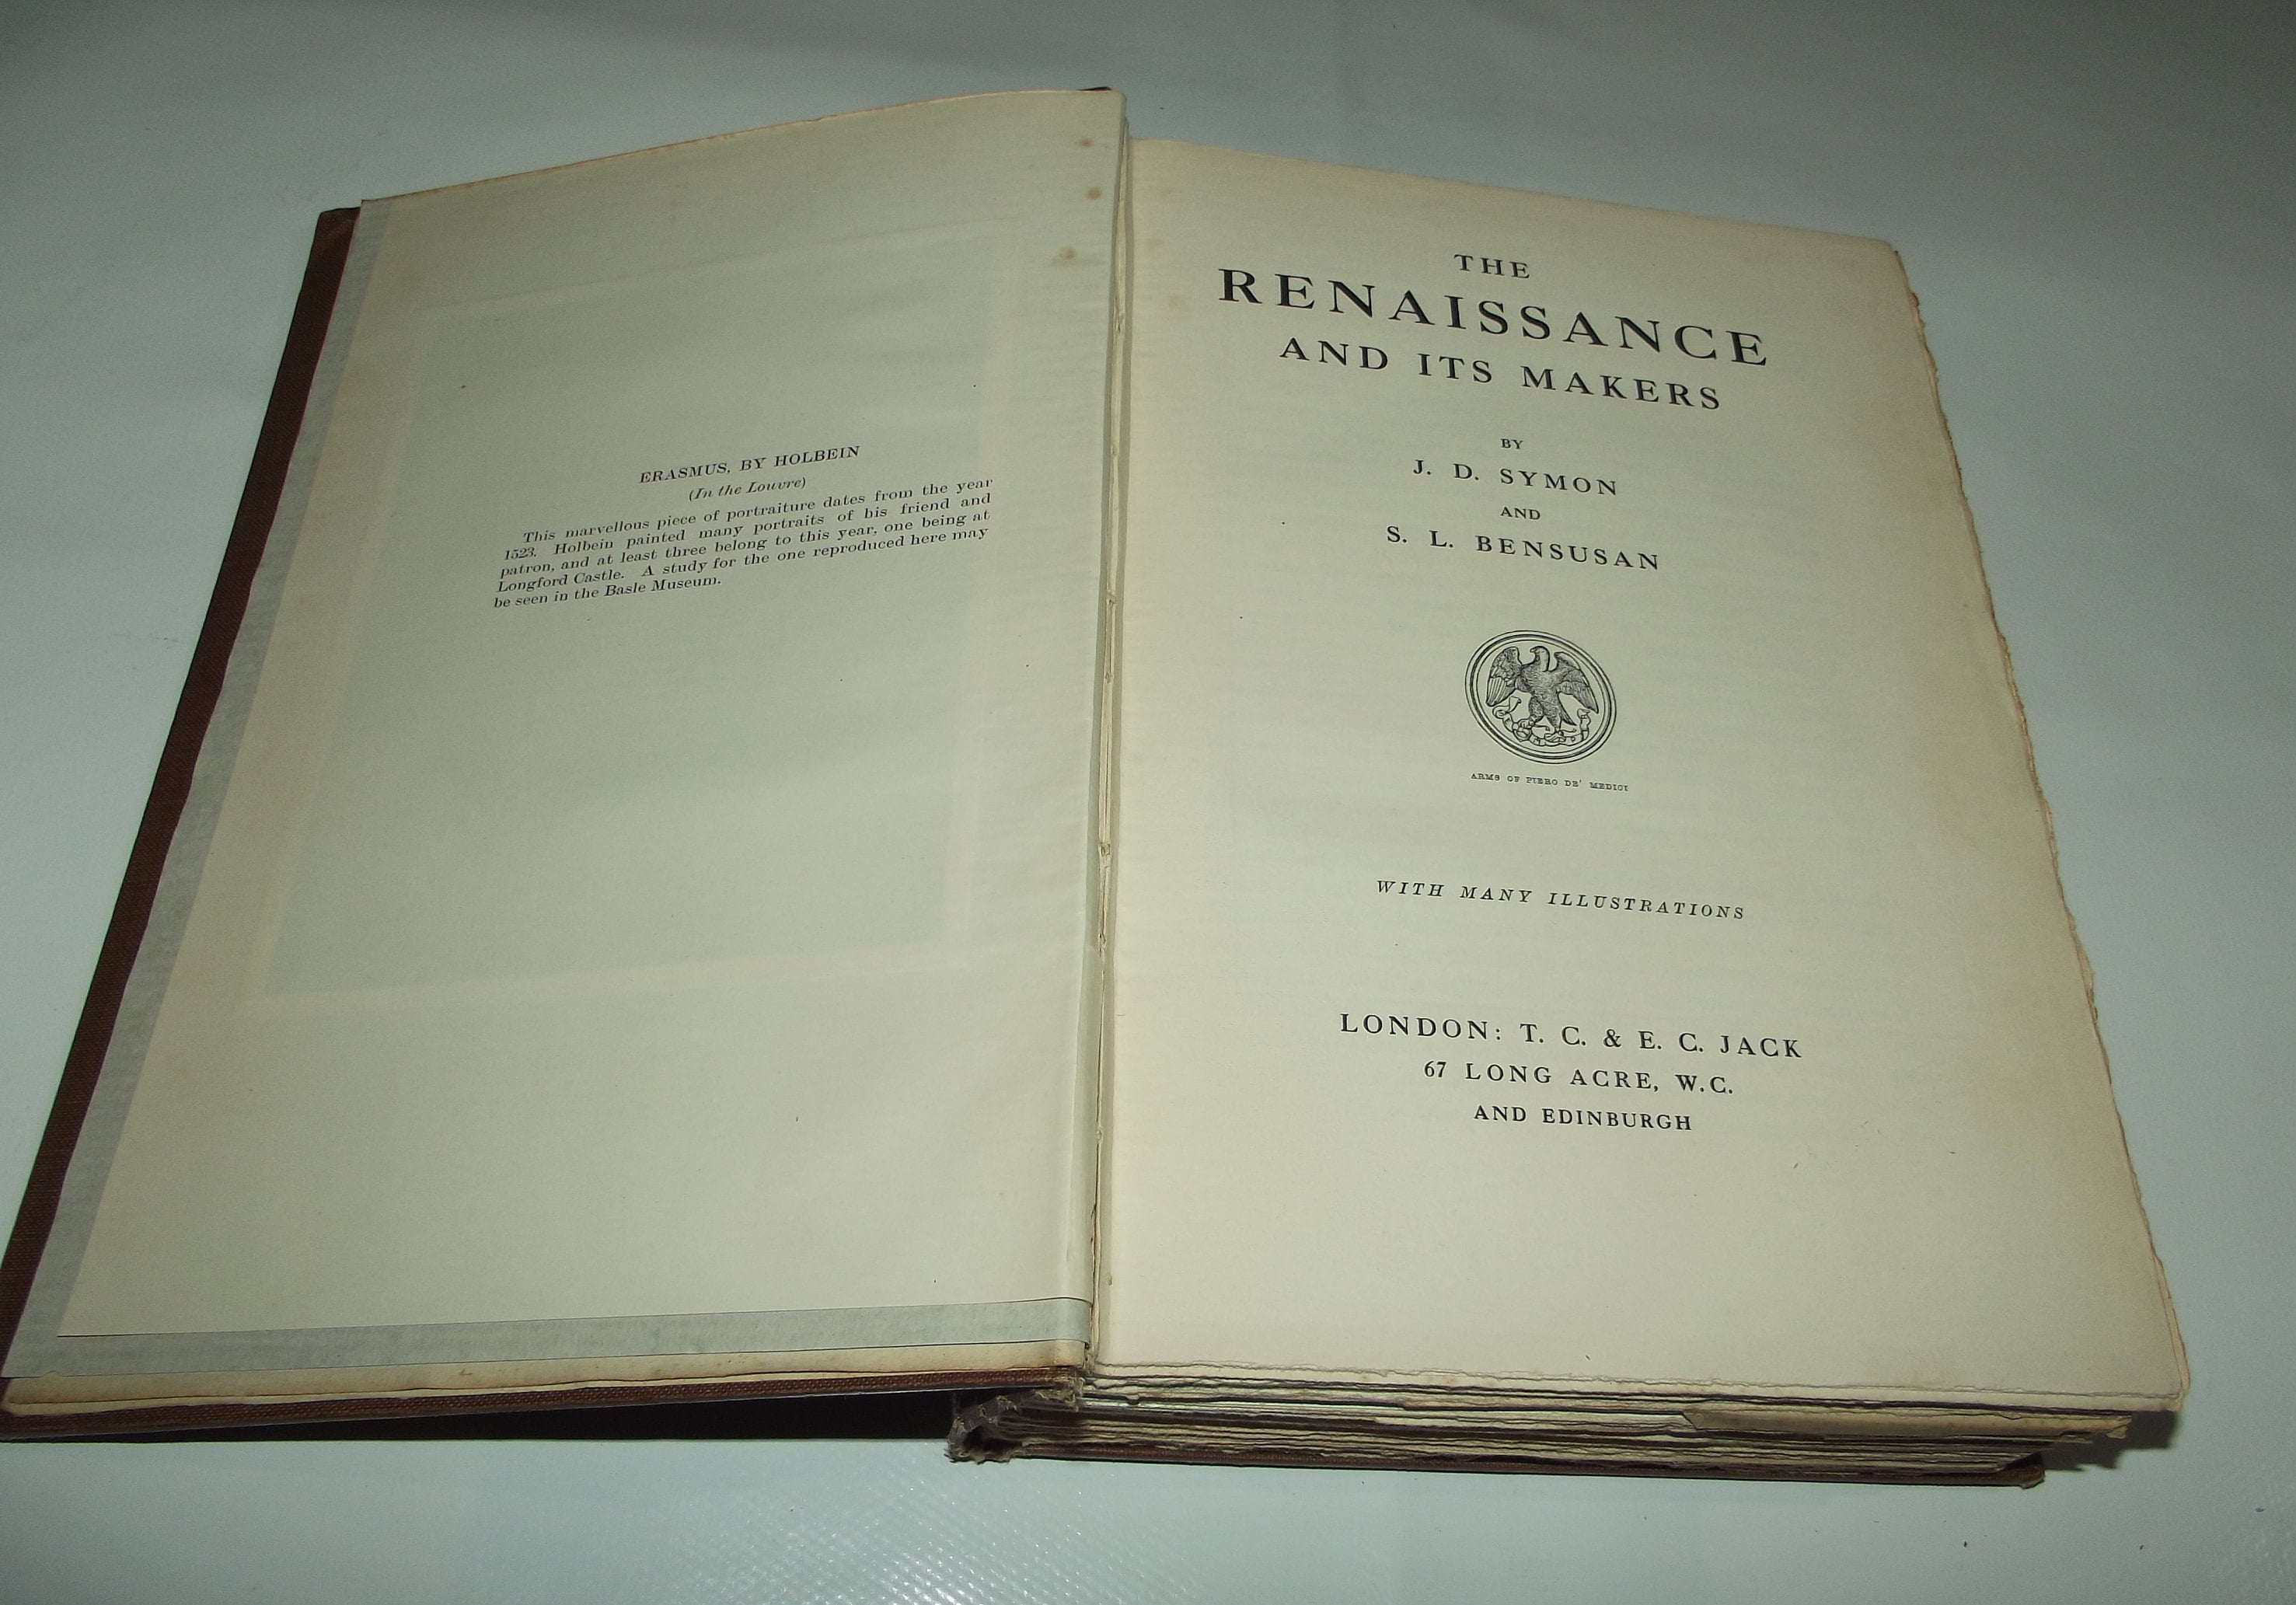 ERASMUS, BY HOLBEIN
(In the Louvre)
This marvellous piece of portraiture dates from the year
1523. Holbein painted many portraits of his friend and
patron, and at least three belong to this year, one being at
Longford Castle. A study for the one reproduced here may
be seen in the Basle Museum.
THE
RENAISSANCE
AND ITS MAKERS
BY
J. D. SYMON
AND
S. L. BENSUSAN
ARMS OF PIERO DE' MEDICI
WITH MANY ILLUSTRATIONS
LONDON: T. C. & E. C. JACK
67 LONG ACRE, W.C.
AND EDINBURGH